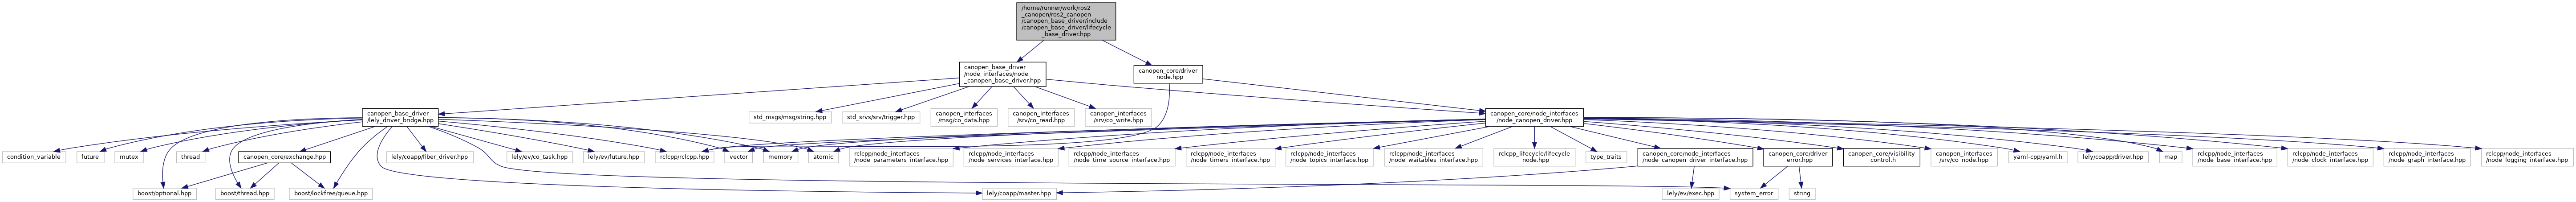 /home/runner/work/ros2
_canopen/ros2_canopen
/canopen_base_driver/include
/canopen_base_driver/lifecycle
_base_driver.hpp
canopen_base_driver
/node_interfaces/node
_canopen_base_driver.hpp
canopen_core/driver
_node.hpp
canopen_base_driver
/lely_driver_bridge.hpp
std_msgs/msg/string.hpp
std_srvs/srv/trigger.hpp
canopen_interfaces
/msg/co_data.hpp
canopen_interfaces
/srv/co_read.hpp
canopen_interfaces
/srv/co_write.hpp
canopen_core/node_interfaces
/node_canopen_driver.hpp
condition_variable
future
mutex
thread
canopen_core/exchange.hpp
lely/coapp/fiber_driver.hpp
lely/ev/co_task.hpp
lely/ev/future.hpp
rclcpp/rclcpp.hpp
vector
memory
atomic
rclcpp/node_interfaces
/node_parameters_interface.hpp
rclcpp/node_interfaces
/node_services_interface.hpp
rclcpp/node_interfaces
/node_time_source_interface.hpp
rclcpp/node_interfaces
/node_timers_interface.hpp
rclcpp/node_interfaces
/node_topics_interface.hpp
rclcpp/node_interfaces
/node_waitables_interface.hpp
rclcpp_lifecycle/lifecycle
_node.hpp
type_traits
canopen_core/node_interfaces
/node_canopen_driver_interface.hpp
canopen_core/driver
_error.hpp
canopen_core/visibility
_control.h
canopen_interfaces
/srv/co_node.hpp
yaml-cpp/yaml.h
lely/coapp/driver.hpp
map
rclcpp/node_interfaces
/node_base_interface.hpp
rclcpp/node_interfaces
/node_clock_interface.hpp
rclcpp/node_interfaces
/node_graph_interface.hpp
rclcpp/node_interfaces
/node_logging_interface.hpp
boost/optional.hpp
boost/thread.hpp
boost/lockfree/queue.hpp
lely/coapp/master.hpp
lely/ev/exec.hpp
system_error
string